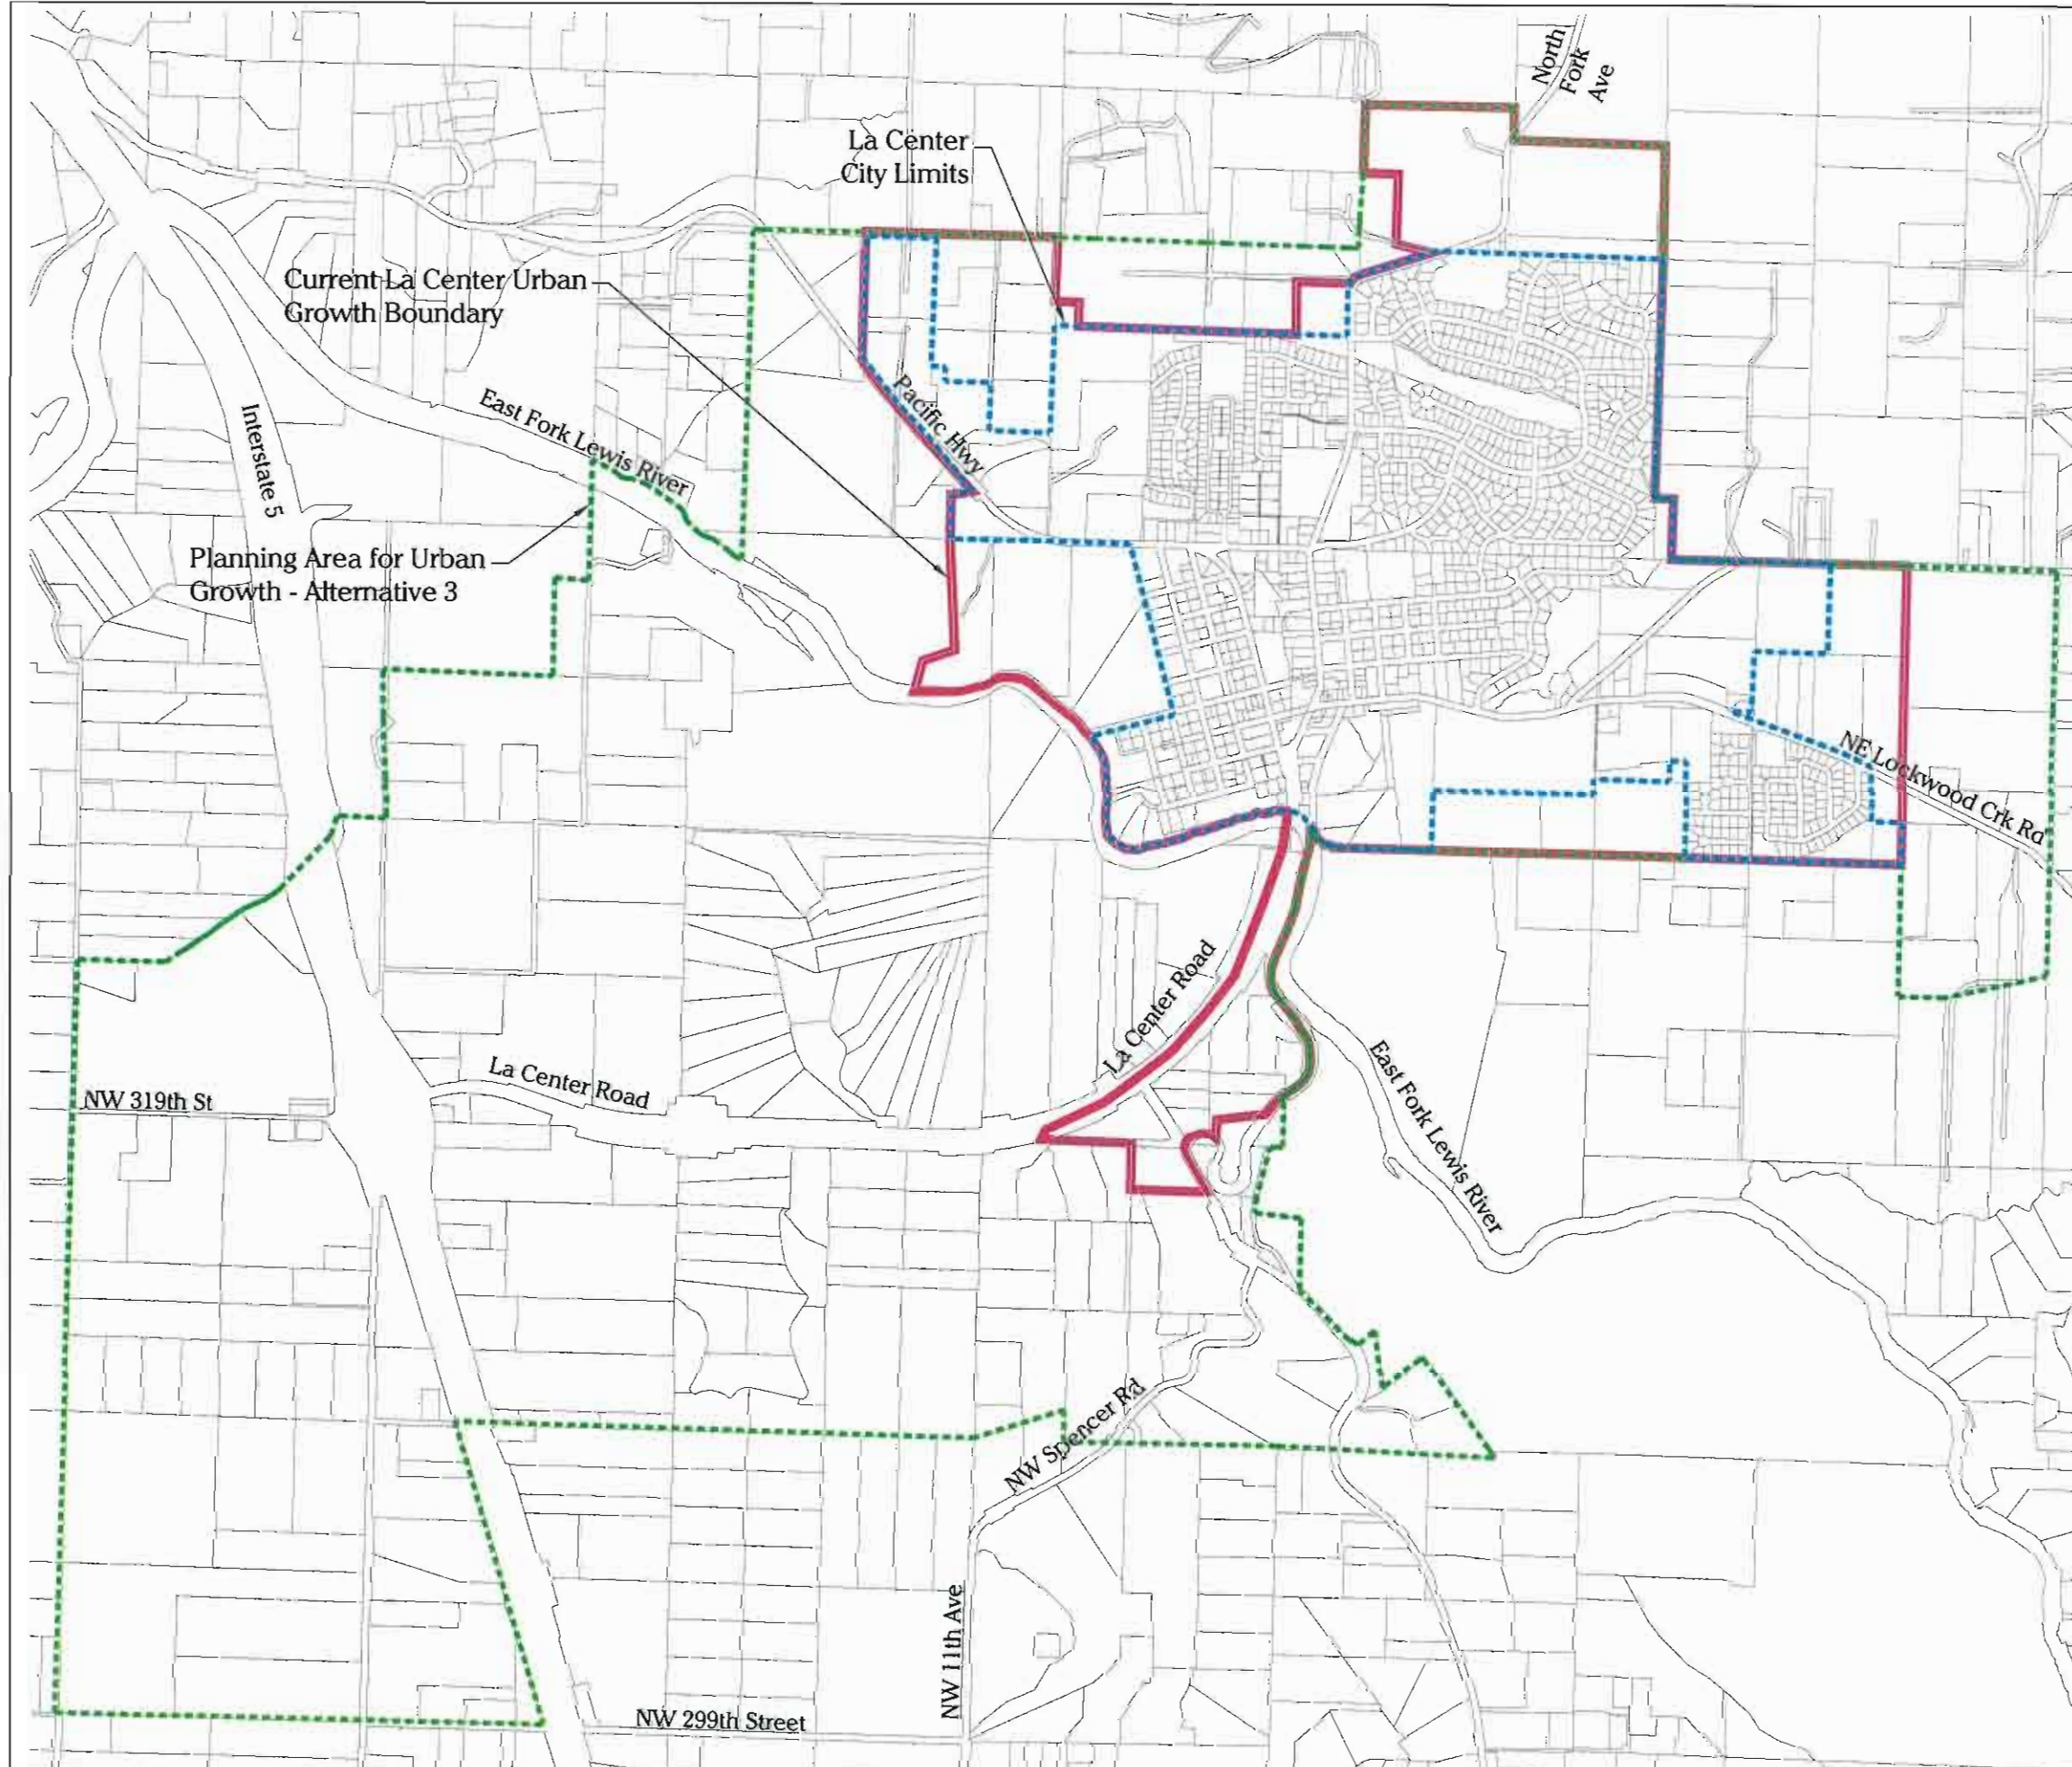 North
Fork
Ave
La Center
City Limits
Current La Center Urban
Growth Boundary
Pacific Hwy
East Fork Lewis River
Interstate 5
Planning Area for Urban
Growth - Alternative 3
NE Lockwood Crk Rd
La Center Road
La Center Road
East Fork Lewis River
NW 319th St
NW Spencer Rd
NW 11th Ave
NW 299th Street